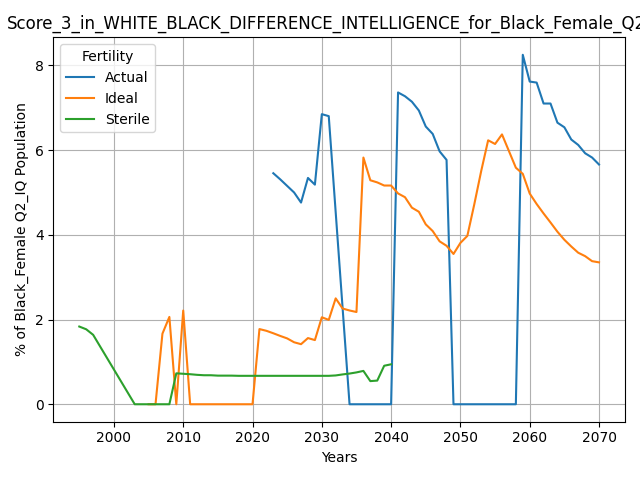 Score_3_in_WHITE_BLACK_DIFFERENCE_INTELLIGENCE_for_Black_Female_Q2
Fertility
Actual
Ideal
Sterile
% of Black_Female Q2_IQ Population
8
6
4
2
0
2000 2010 2020 2030 2040 2050 2060 2070
Years